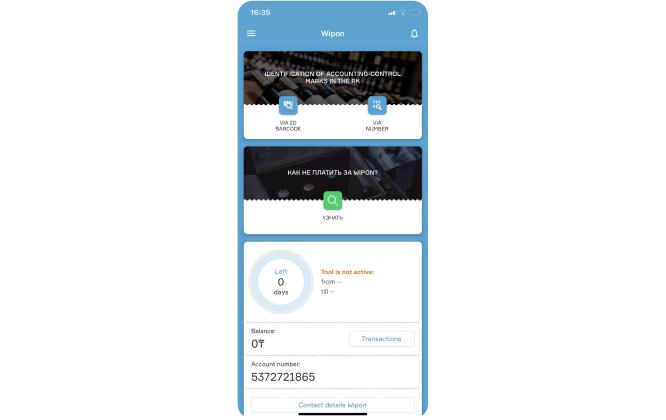 16:35
Wipon
IDENTIFICATION OF ACCOUNTING-CONTROL
MARKS IN THE RK
VIA 2D
BARCODE
VIA
NUMBER
КАК НЕ ПЛАТИТЬ ЗА WIPON?
УЗНАТЬ
Left
0
days
Tool is not active:
from —
till —
Balance:
0₸
Transactions
Account number:
5372721865
Contact details Wipon